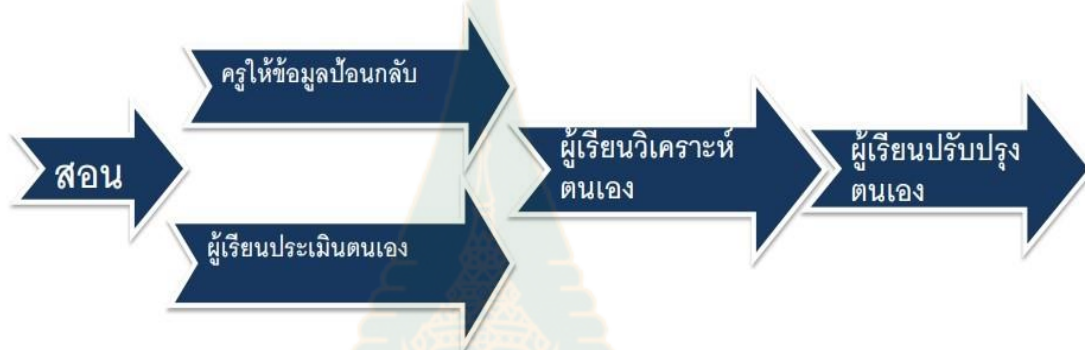 สอน
ครูให้ข้อมูลป้อนกลับ
ผู้เรียนประเมินตนเอง
ผู้เรียนวิเคราะห์
ตนเอง
ผู้เรียนปรับปรุง
ตนเอง